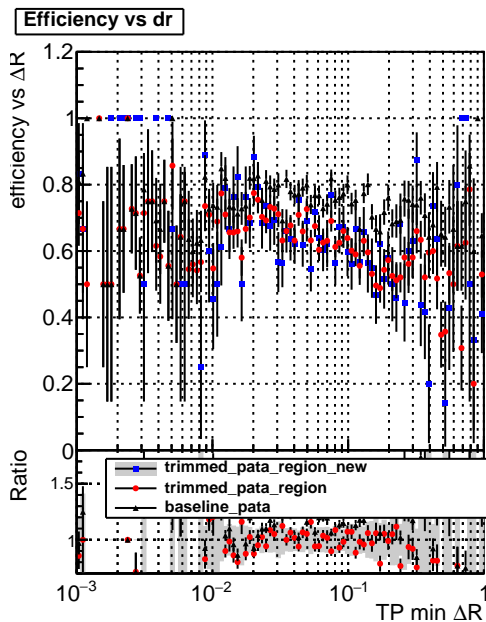 Efficiency vs dr
efficiency vs ΔR
1.2
1
0.8
0.6
0.4
0.2
0
Ratio
1.5
1
trimmed_pata_region_new
trimmed_pata_region
baseline_pata
10⁻³
10⁻²
10⁻¹
1
TP min ΔR